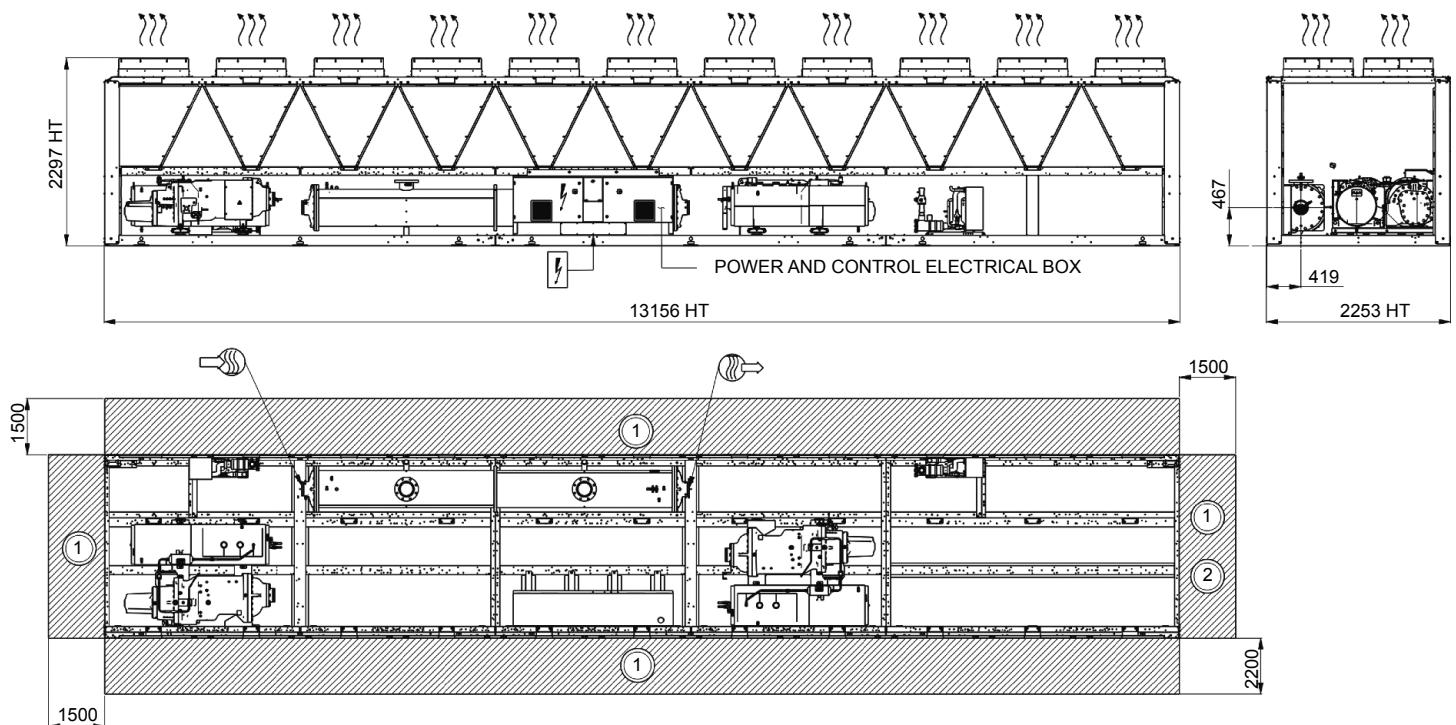 2297 HT
467
POWER AND CONTROL ELECTRICAL BOX
419
13156 HT
2253 HT
1500
1500
1
1
1
2
1
2200
1500